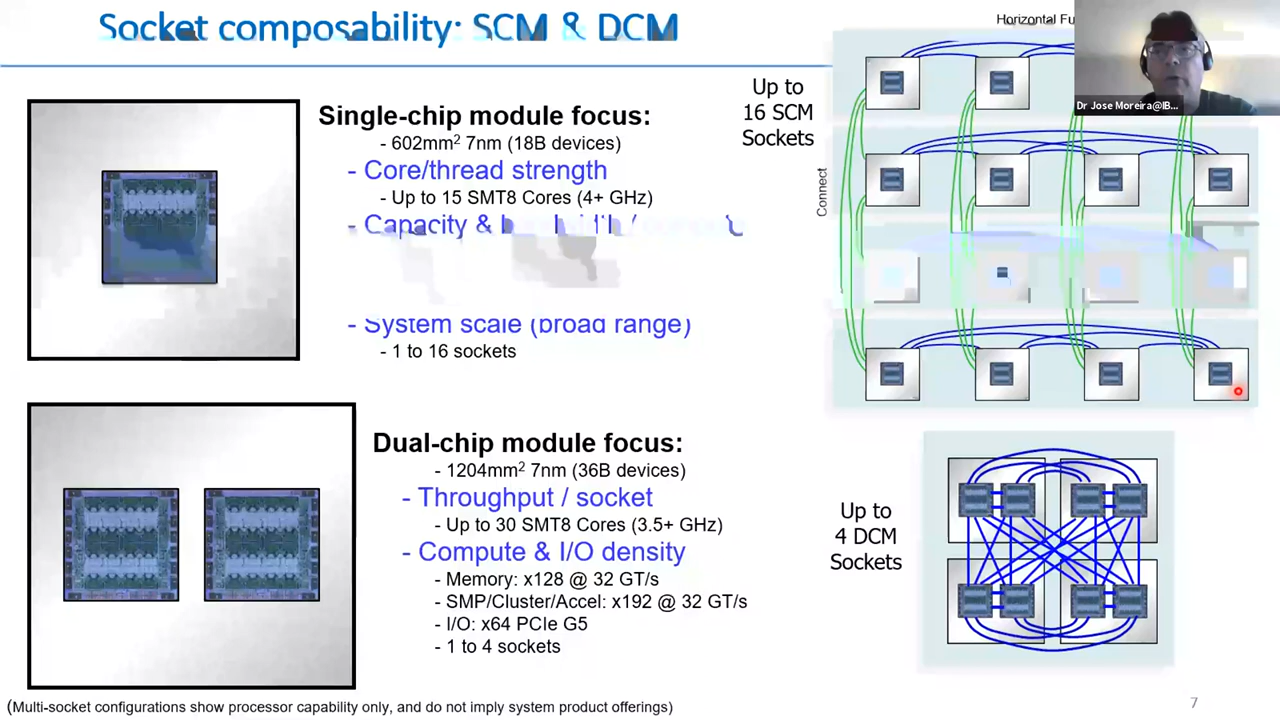 Socket composability: SCM & DCM
Horizontal Fu
Dr Jose Moreira@IB...
Up to
16 SCM
Sockets
Connect
Single-chip module focus:
- 602mm² 7nm (18B devices)
- Core/thread strength
- Up to 15 SMT8 Cores (4+ GHz)
- Capacity &
- System scale (broad range)
- 1 to 16 sockets
Dual-chip module focus:
- 1204mm² 7nm (36B devices)
- Throughput / socket
- Up to 30 SMT8 Cores (3.5+ GHz)
- Compute & I/O density
- Memory: x128 @ 32 GT/s
- SMP/Cluster/Accel: x192 @ 32 GT/s
- I/O: x64 PCIe G5
- 1 to 4 sockets
Up to
4 DCM
Sockets
(Multi-socket configurations show processor capability only, and do not imply system product offerings)
7